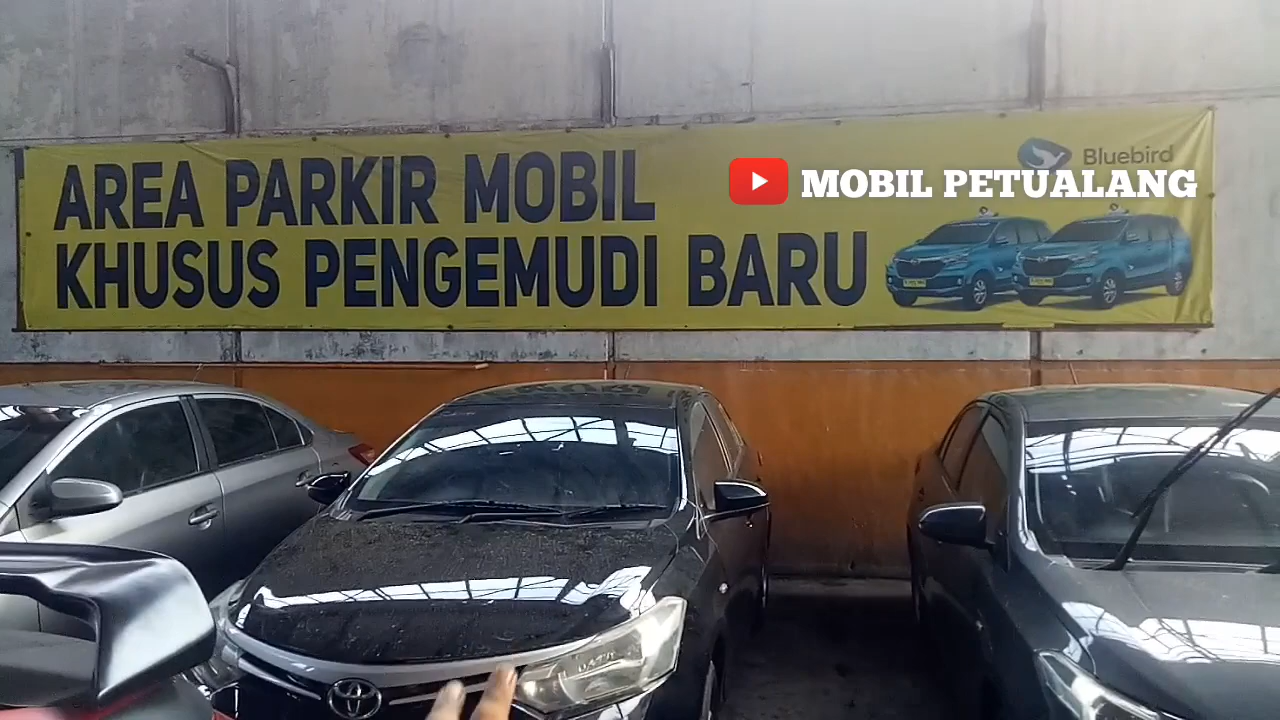 AREA PARKIR MOBIL
KHUSUS PENGEMUDI BARU
Bluebird
MOBIL PETUALANG